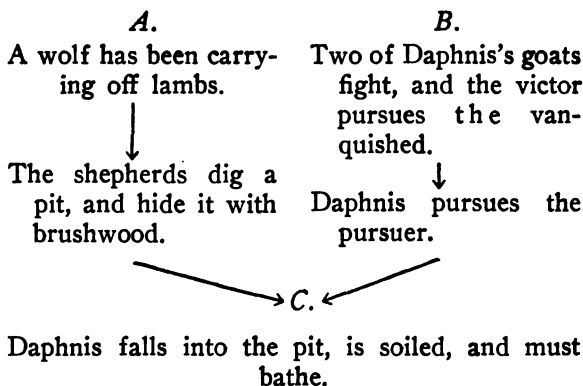 A.
A wolf has been carry-
ing off lambs.
The shepherds dig a
pit, and hide it with
brushwood.
B.
Two of Daphnis's goats
fight, and the victor
pursues the van-
quished.
Daphnis pursues the
pursuer.
C.
Daphnis falls into the pit, is soiled, and must
bathe.